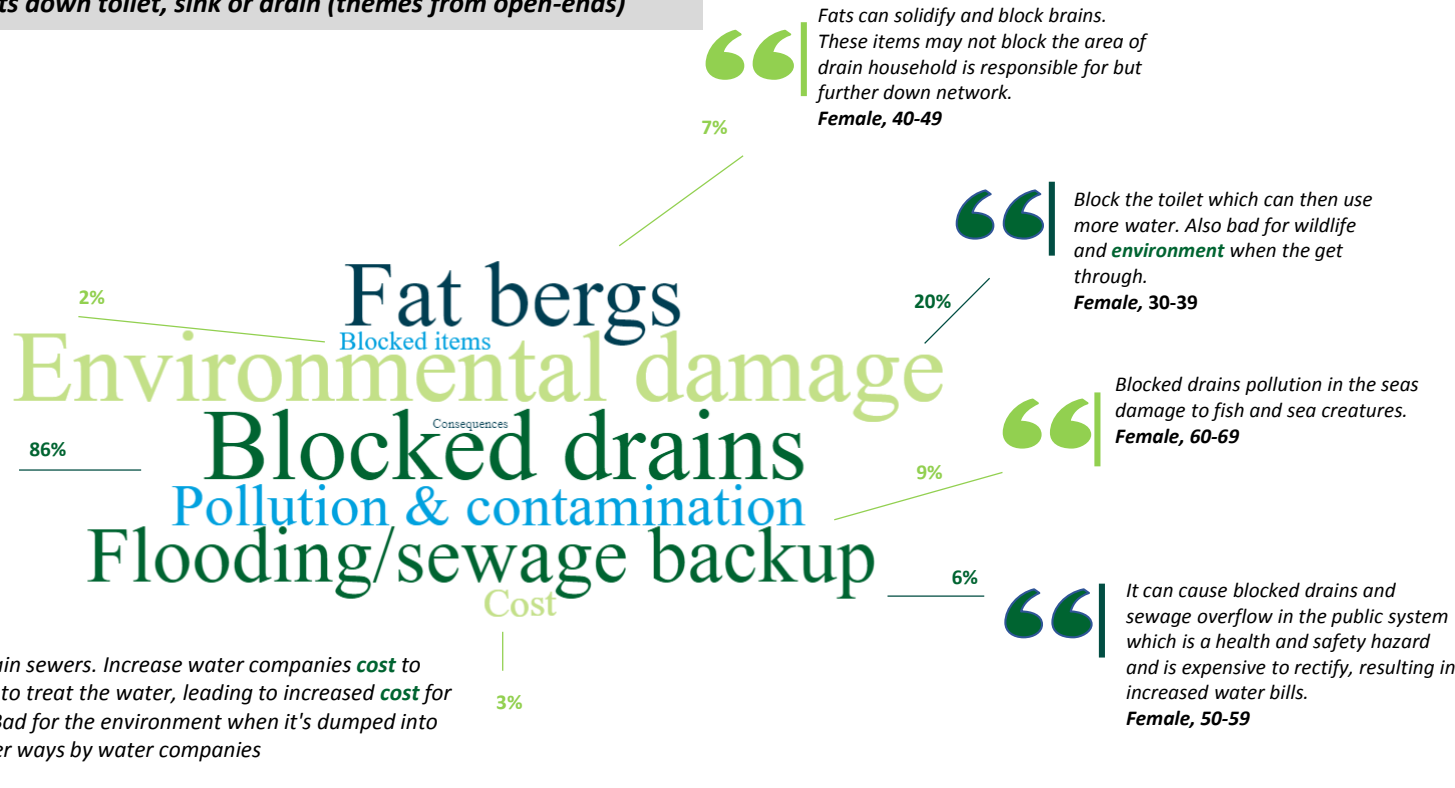 ts down toilet, sink or drain (themes from open-ends)
Fats can solidify and block brains.
These items may not block the area of
drain household is responsible for but
further down network.
Female, 40-49
7%
Block the toilet which can then use
more water. Also bad for wildlife
and environment when the get
through.
Female, 30-39
20%
2%
Fat bergs
Blocked items
Environmental damage
Consequences
Blocked drains
86%
Pollution & contamination
Flooding/sewage backup
Cost
Blocked drains pollution in the seas
damage to fish and sea creatures.
Female, 60-69
9%
6%
It can cause blocked drains and
sewage overflow in the public system
which is a health and safety hazard
and is expensive to rectify, resulting in
increased water bills.
Female, 50-59
3%
in sewers. Increase water companies cost to
to treat the water, leading to increased cost for
Bad for the environment when it's dumped into
er ways by water companies